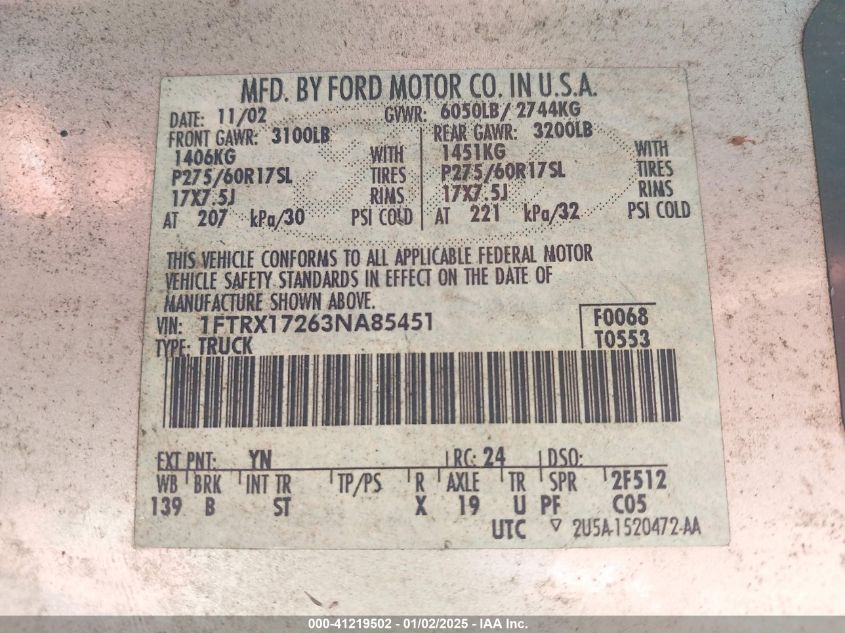 MFD. BY FORD MOTOR CO. IN U.S.A.
DATE: 11/02 GVWR: 6050LB/ 2744KG
FRONT GAWR: 3100LB REAR GAWR: 3200LB
1406KG WITH 1451KG WITH
P275/60R17SL TIRES P275/60R17SL TIRES
17X7.5J RIMS 17X7.5J RIMS
AT 207 kPa/30 PSI COLD AT 221 kPa/32 PSI COLD
THIS VEHICLE CONFORMS TO ALL APPLICABLE FEDERAL MOTOR
VEHICLE SAFETY STANDARDS IN EFFECT ON THE DATE OF
MANUFACTURE SHOWN ABOVE.
VIN: 1FTRX17263NA85451 F0068
TYPE: TRUCK T0553
EXT PNT: YN RC: 24 DSO:
WB BRK INT TR TP/PS R AXLE TR SPR 2F512
139 B ST X 19 U PF C05
UTC ▽ 2U5A-1520472-AA
000-41219502 - 01/02/2025 - IAA Inc.